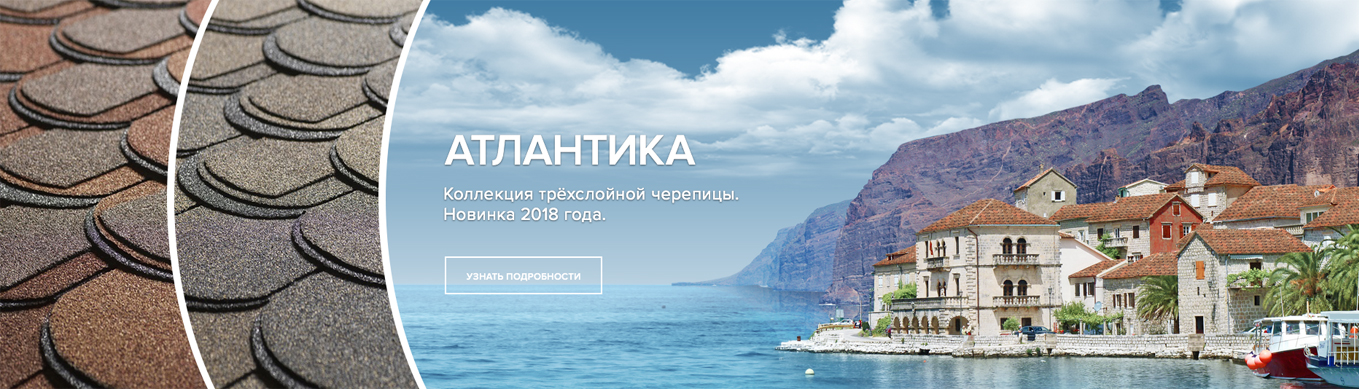 АТЛАНТИКА
Коллекция трёхслойной черепицы.
Новинка 2018 года.
УЗНАТЬ ПОДРОБНОСТИ